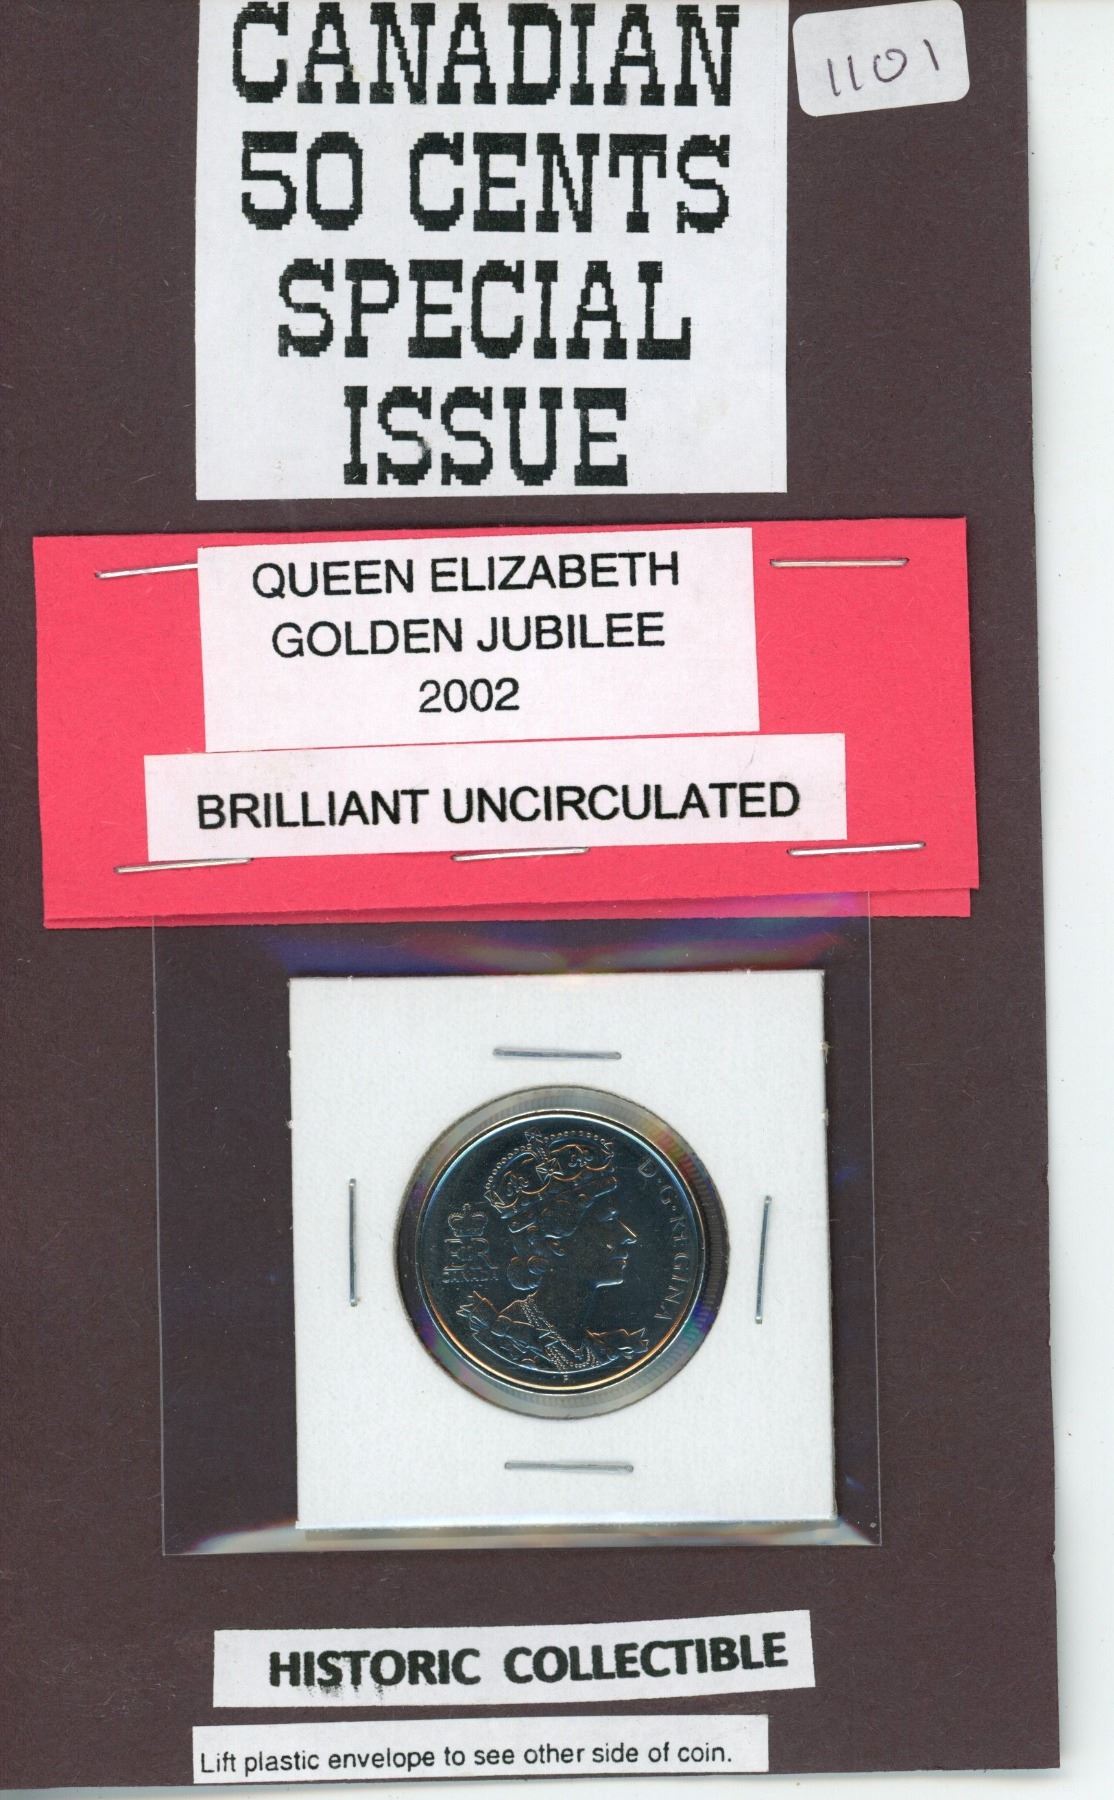 CANADIAN
50 CENTS
SPECIAL
ISSUE
1101
QUEEN ELIZABETH
GOLDEN JUBILEE
2002
BRILLIANT UNCIRCULATED
D·G·REGINA
EIIR
CANADA
P
HISTORIC COLLECTIBLE
Lift plastic envelope to see other side of coin.